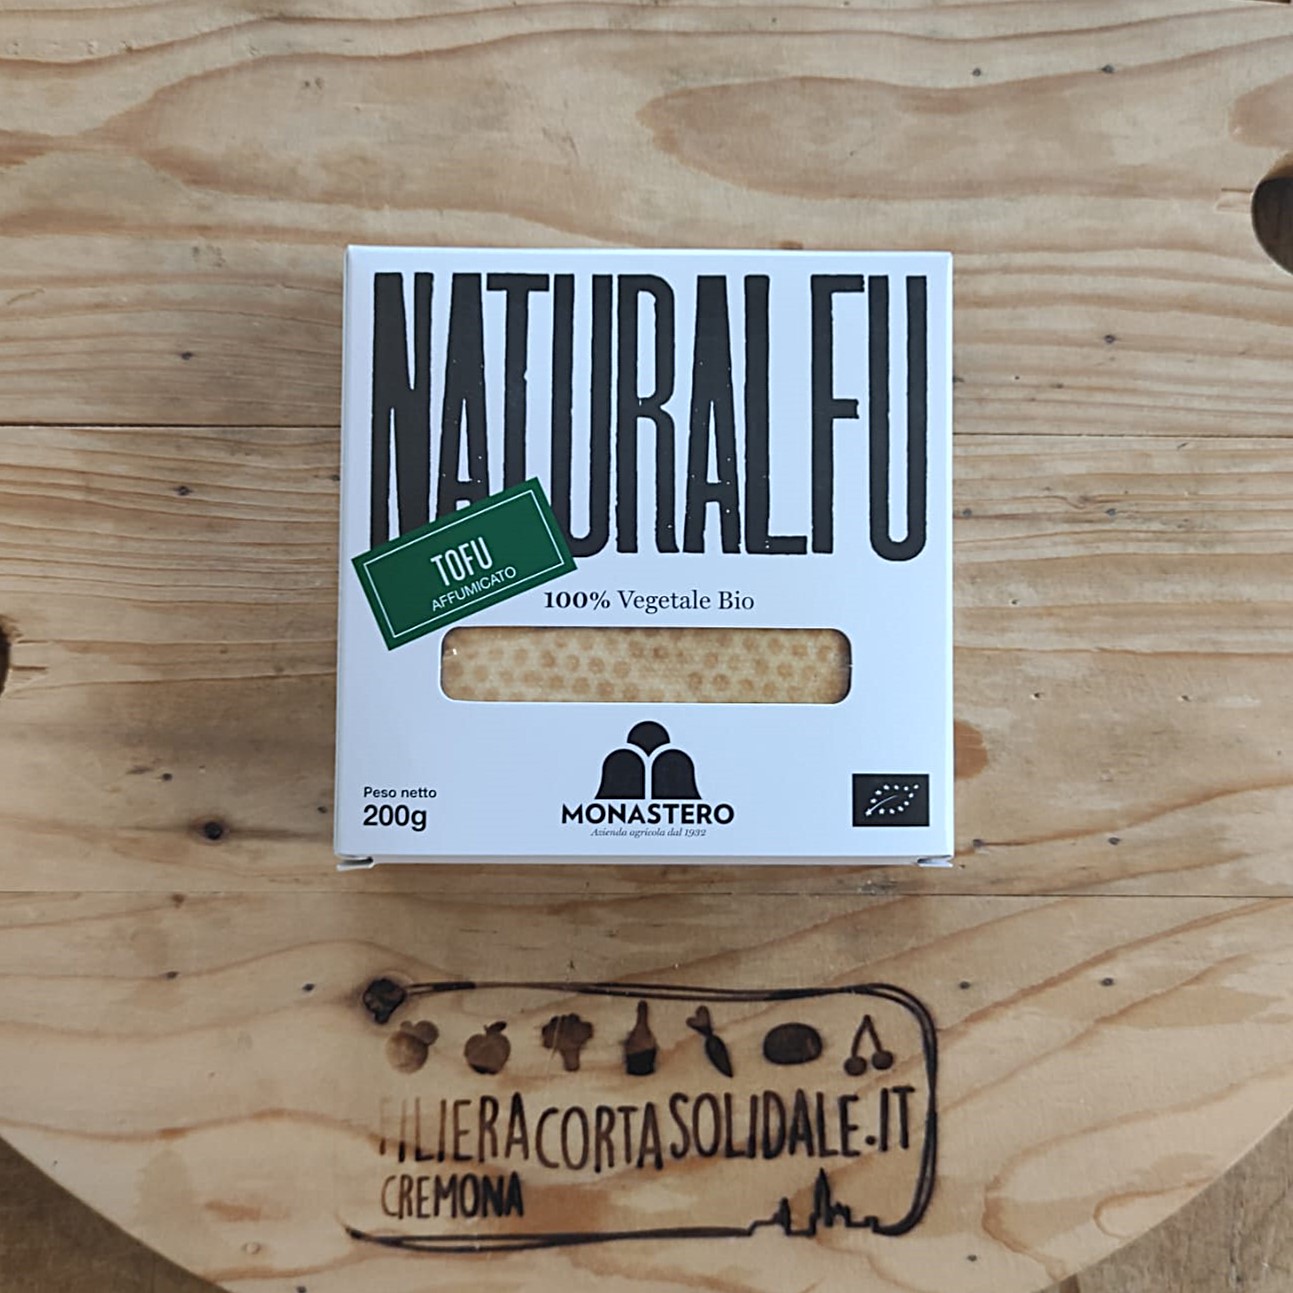 NATURALFU
TOFU
AFFUMICATO
100% Vegetale Bio
Peso netto
200g
MONASTERO
Azienda agricola dal 1932
FILIERACORTASOLIDALE.IT
CREMONA